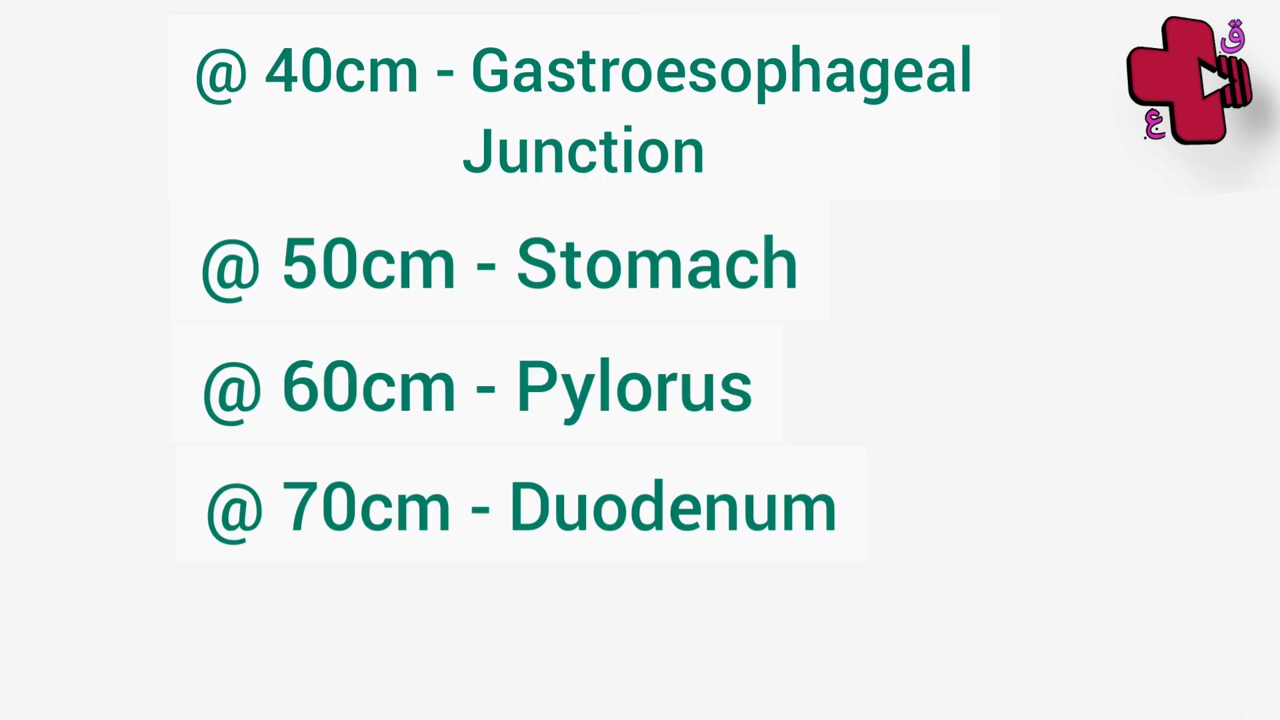 @ 40cm - Gastroesophageal
Junction
@ 50cm - Stomach
@ 60cm - Pylorus
@ 70cm - Duodenum
ق
ع